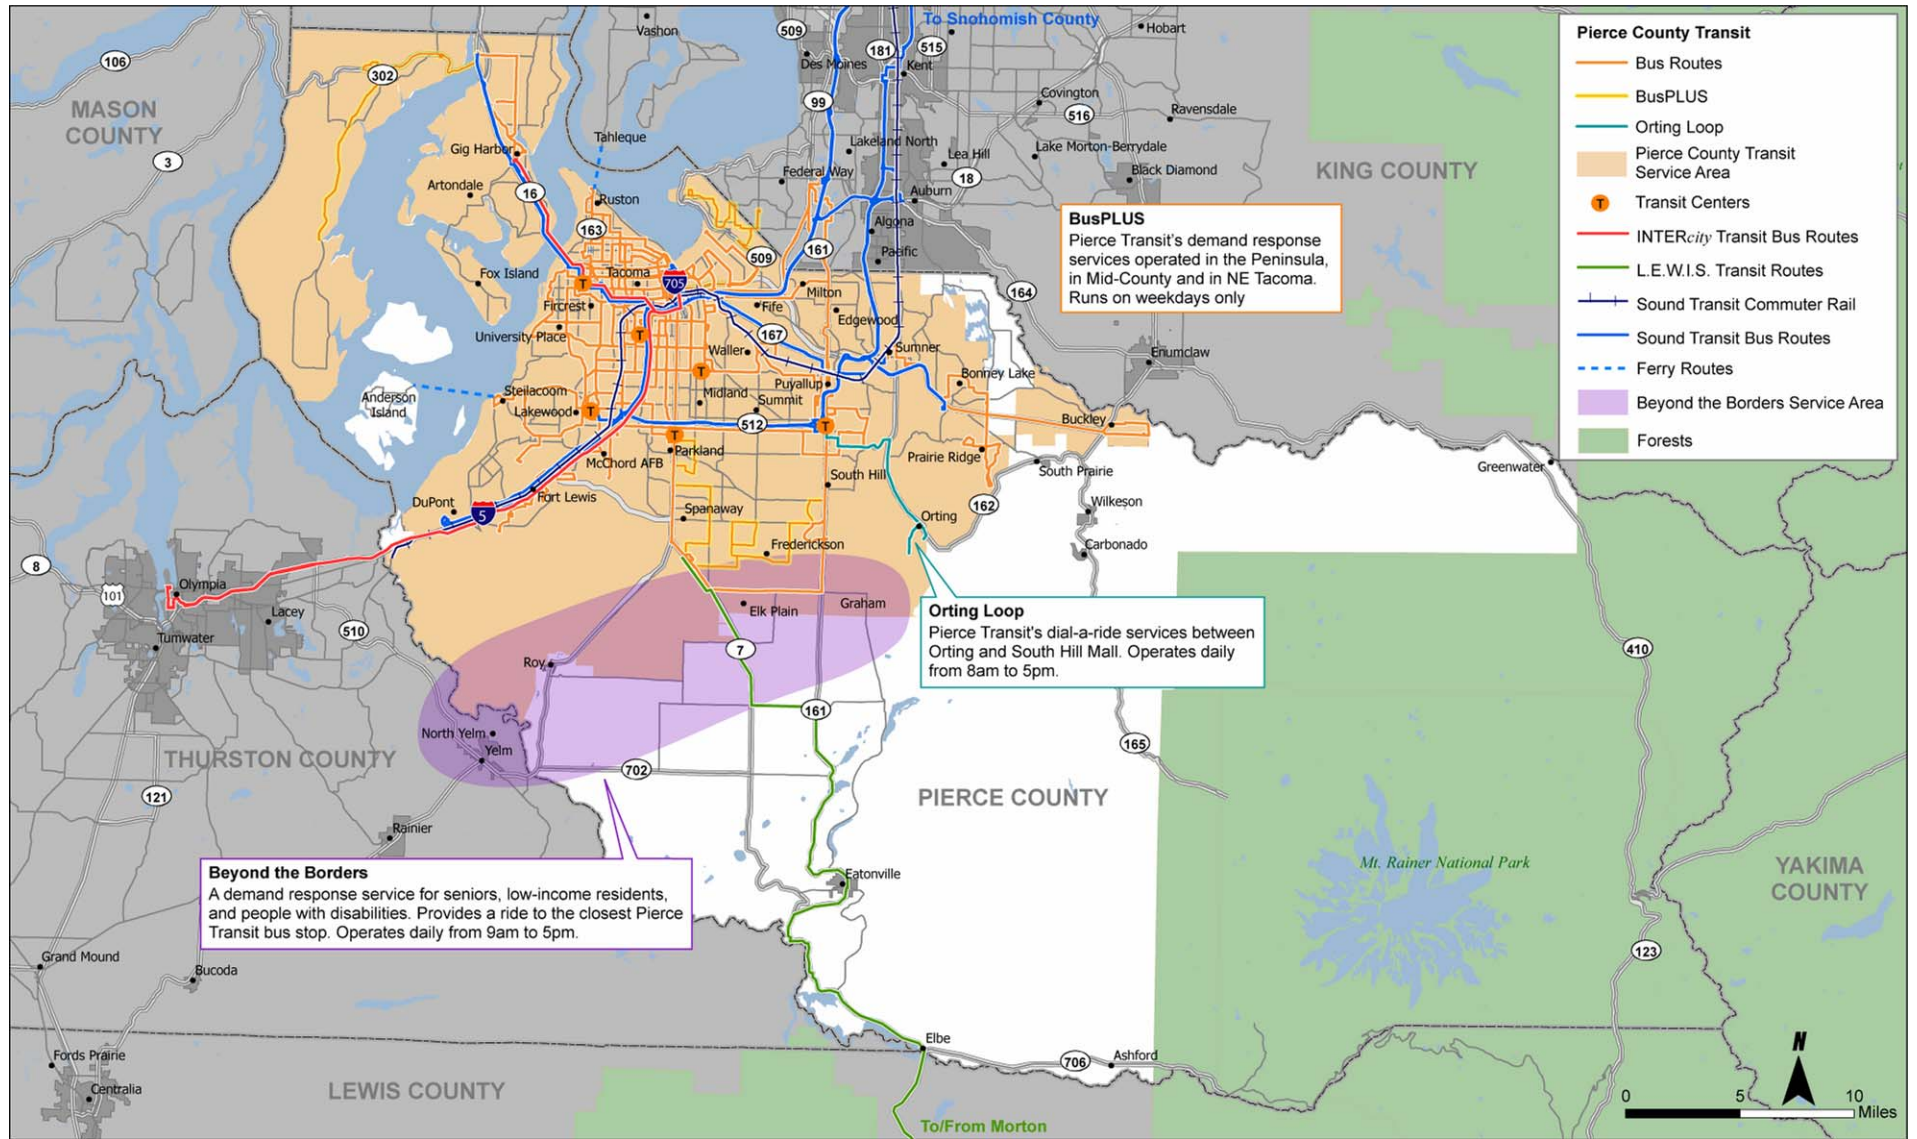 To Snohomish County
Vashon
509
Des Moines
181
515
Kent
Hobart
106
MASON
COUNTY
302
3
99
Covington
516
Ravensdale
Tahleque
Gig Harbor
Lakeland North
Lea Hill
Lake Morton-Berrydale
Black Diamond
KING COUNTY
Artondale
16
Ruston
Federal Way
18
Auburn
163
Algona
509
161
Pacific
Fox Island
T
Tacoma
705
Milton
164
Fircrest
Fife
Edgewood
University Place
T
167
Waller
Sumner
Enumclaw
T
Puyallup
Bonney Lake
Anderson
Island
Steilacoom
Midland
Summit
Lakewood
T
512
T
Buckley
T
Parkland
McChord AFB
Prairie Ridge
South Prairie
Greenwater
South Hill
DuPont
Fort Lewis
5
Spanaway
162
Wilkeson
Orting
Frederickson
Carbonado
8
101
Olympia
Lacey
Tumwater
510
Elk Plain
Graham
7
Roy
410
161
North Yelm
Yelm
THURSTON COUNTY
702
165
121
PIERCE COUNTY
Rainier
Mt. Rainer National Park
YAKIMA
COUNTY
Eatonville
Grand Mound
Bucoda
123
Elbe
706
Ashford
Fords Prairie
Centralia
LEWIS COUNTY
To/From Morton
BusPLUS
Pierce Transit's demand response
services operated in the Peninsula,
in Mid-County and in NE Tacoma.
Runs on weekdays only
Orting Loop
Pierce Transit's dial-a-ride services between
Orting and South Hill Mall. Operates daily
from 8am to 5pm.
Beyond the Borders
A demand response service for seniors, low-income residents,
and people with disabilities. Provides a ride to the closest Pierce
Transit bus stop. Operates daily from 9am to 5pm.
Pierce County Transit
Bus Routes
BusPLUS
Orting Loop
Pierce County Transit
Service Area
T Transit Centers
INTERcity Transit Bus Routes
L.E.W.I.S. Transit Routes
Sound Transit Commuter Rail
Sound Transit Bus Routes
Ferry Routes
Beyond the Borders Service Area
Forests
N
0 5 10
Miles